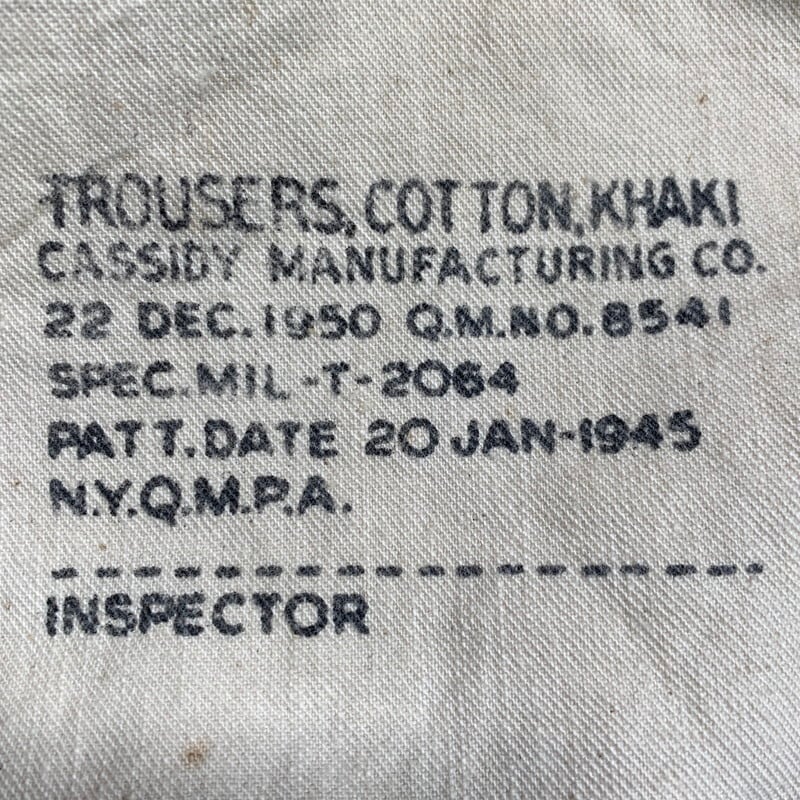 TROUSERS, COTTON, KHAKI
CASSIDY MANUFACTURING CO.
22 DEC. 1950 Q.M. NO. 8541
SPEC. MIL-T-2064
PATT. DATE 20 JAN-1945
N.Y.Q.M.P.A.
INSPECTOR